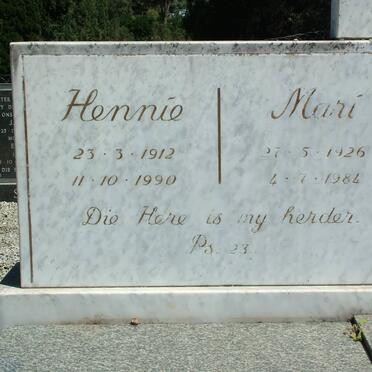 Hennie
23 · 3 · 1912
11 · 10 · 1990
Mari
27 · 5 · 1926
4 · 7 · 1984
Die Here is my herder.
Ps. 23.